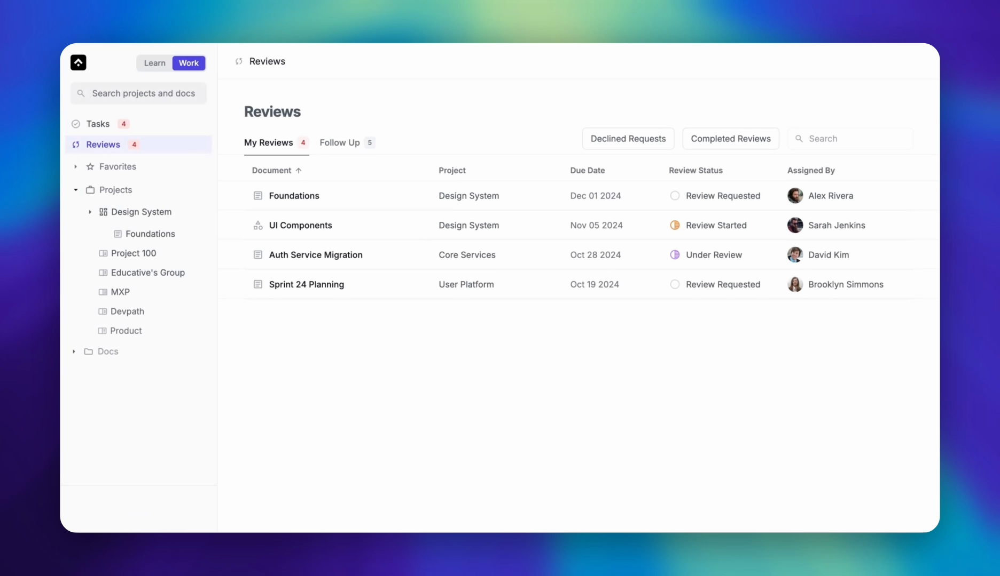 Learn Work
Search projects and docs
Tasks 4
Reviews 4
Favorites
Projects
Design System
Foundations
Project 100
Educative's Group
MXP
Devpath
Product
Docs
Reviews
Reviews
My Reviews 4 Follow Up 5 Declined Requests Completed Reviews Search
Document Project Due Date Review Status Assigned By
Foundations Design System Dec 01 2024 Review Requested Alex Rivera
UI Components Design System Nov 05 2024 Review Started Sarah Jenkins
Auth Service Migration Core Services Oct 28 2024 Under Review David Kim
Sprint 24 Planning User Platform Oct 19 2024 Review Requested Brooklyn Simmons